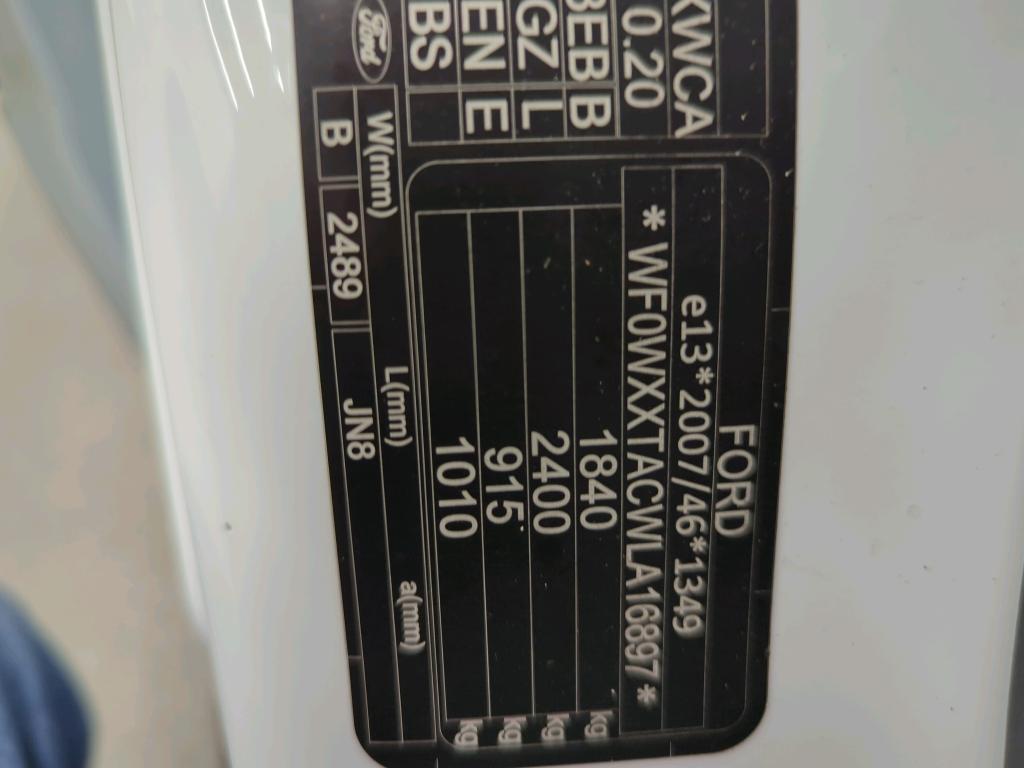 FORD
e13*2007/46*1349
* WF0WXXTACWLA16897 *
1840 kg
2400 kg
915 kg
1010 kg
KWCA
0.20
BEB B
GZ L
EN E
BS
Ford
W(mm) L(mm) a(mm)
B 2489 JN8